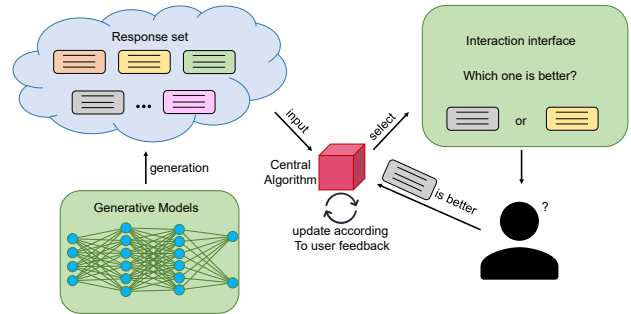 Response set
...
generation
Generative Models
input
Central
Algorithm
update according
To user feedback
select
Interaction interface
Which one is better?
or
is better
?